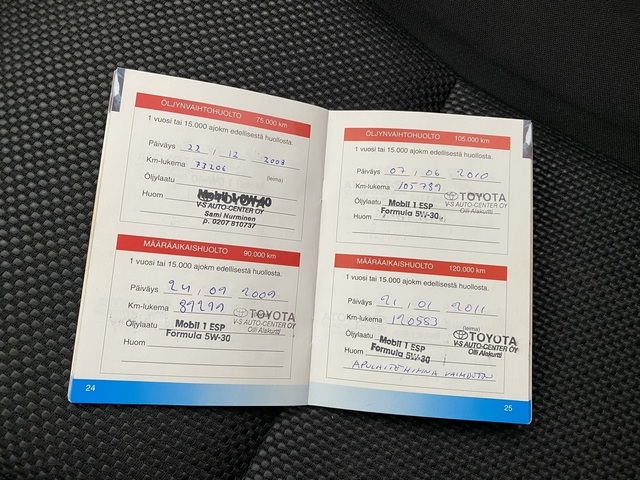 ÖLJYNVAIHTOHUOLTO 75.000 km
1 vuosi tai 15.000 ajokm edellisestä huollosta.
Päiväys 22 . 12 2008
Km-lukema 73206
Öljylaatu (leima)
Huom
V-S AUTO-CENTER OY
Sami Nurminen
p. 0207 810737
MÄÄRÄAIKAISHUOLTO 90.000 km
1 vuosi tai 15.000 ajokm edellisestä huollosta.
Päiväys 24 . 09 2009
Km-lukema 89299
TOYOTA
V-S AUTO-CENTER OY
Olli Alakurtti
Öljylaatu Mobil 1 ESP
Formula 5W-30
Huom
24
ÖLJYNVAIHTOHUOLTO 105.000 km
1 vuosi tai 15.000 ajokm edellisestä huollosta.
Päiväys 07 . 06 2010
Km-lukema 105789
TOYOTA
V-S AUTO-CENTER OY
Olli Alakurtti
Öljylaatu Mobil 1 ESP
Formula 5W-30
Huom
MÄÄRÄAIKAISHUOLTO 120.000 km
1 vuosi tai 15.000 ajokm edellisestä huollosta.
Päiväys 21 . 01 2011
Km-lukema 120583 (leima)
TOYOTA
V-S AUTO-CENTER OY
Olli Alakurtti
Öljylaatu Mobil 1 ESP
Formula 5W-30
Huom
APULAITEHIHNA VAIHDETTU
25